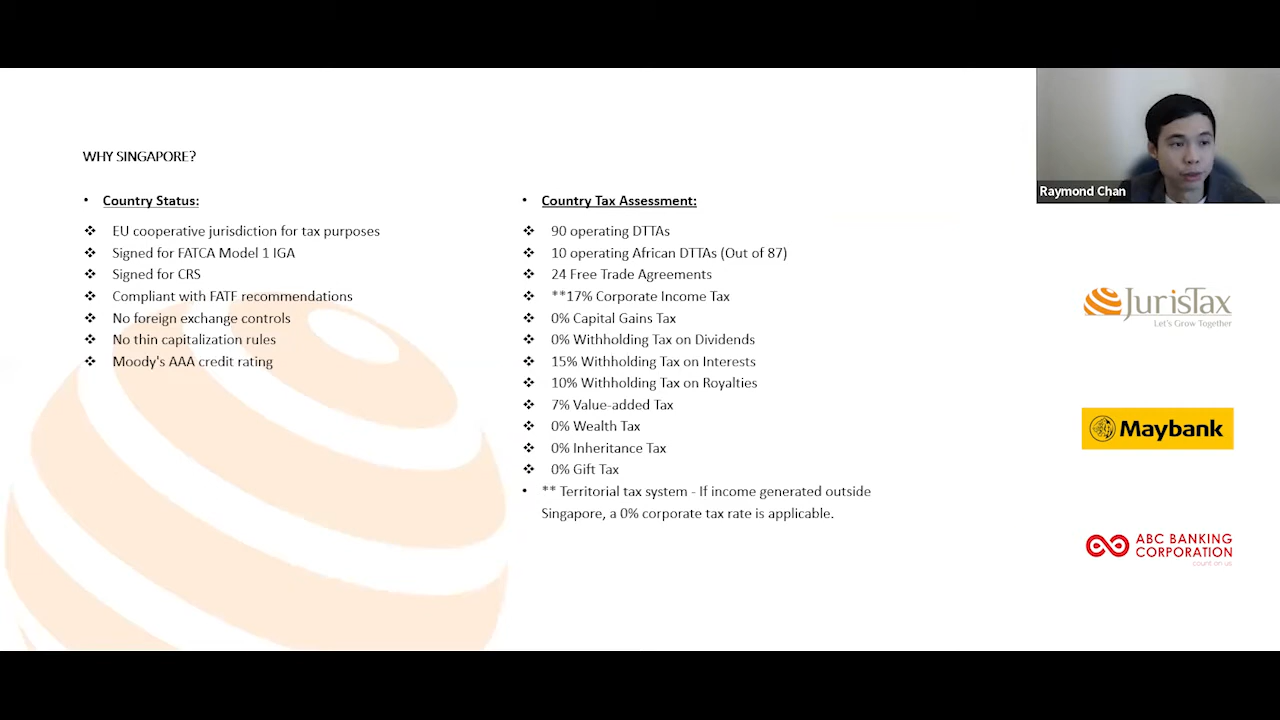 WHY SINGAPORE?
• Country Status:
❖ EU cooperative jurisdiction for tax purposes
❖ Signed for FATCA Model 1 IGA
❖ Signed for CRS
❖ Compliant with FATF recommendations
❖ No foreign exchange controls
❖ No thin capitalization rules
❖ Moody's AAA credit rating
• Country Tax Assessment:
❖ 90 operating DTTAs
❖ 10 operating African DTTAs (Out of 87)
❖ 24 Free Trade Agreements
❖ **17% Corporate Income Tax
❖ 0% Capital Gains Tax
❖ 0% Withholding Tax on Dividends
❖ 15% Withholding Tax on Interests
❖ 10% Withholding Tax on Royalties
❖ 7% Value-added Tax
❖ 0% Wealth Tax
❖ 0% Inheritance Tax
❖ 0% Gift Tax
• ** Territorial tax system - If income generated outside
Singapore, a 0% corporate tax rate is applicable.
Raymond Chan
JurisTax
Let's Grow Together
Maybank
ABC BANKING
CORPORATION
count on us